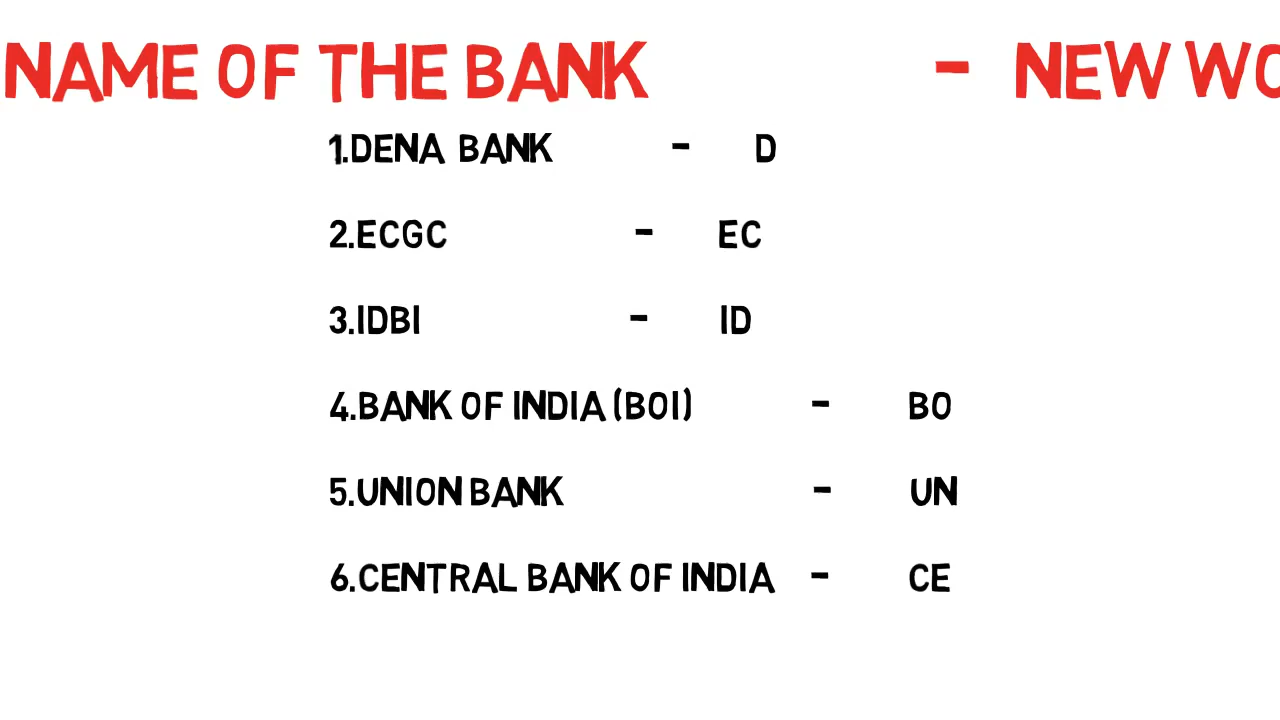 NAME OF THE BANK - NEW WO
1.DENA BANK - D
2.ECGC - EC
3.IDBI - ID
4.BANK OF INDIA (BOI) - BO
5.UNION BANK - UN
6.CENTRAL BANK OF INDIA - CE